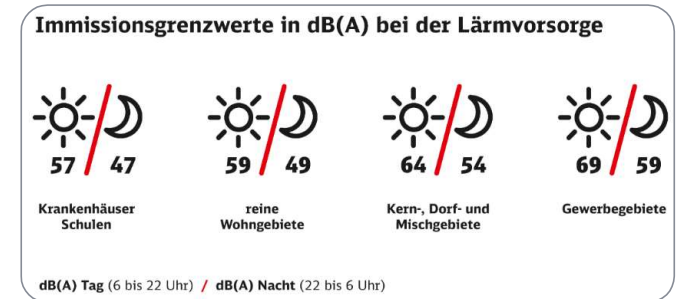 Immissionsgrenzwerte in dB(A) bei der Lärmvorsorge
57 / 47
59 / 49
64 / 54
69 / 59
Krankenhäuser
Schulen
reine
Wohngebiete
Kern-, Dorf- und
Mischgebiete
Gewerbegebiete
dB(A) Tag (6 bis 22 Uhr) / dB(A) Nacht (22 bis 6 Uhr)